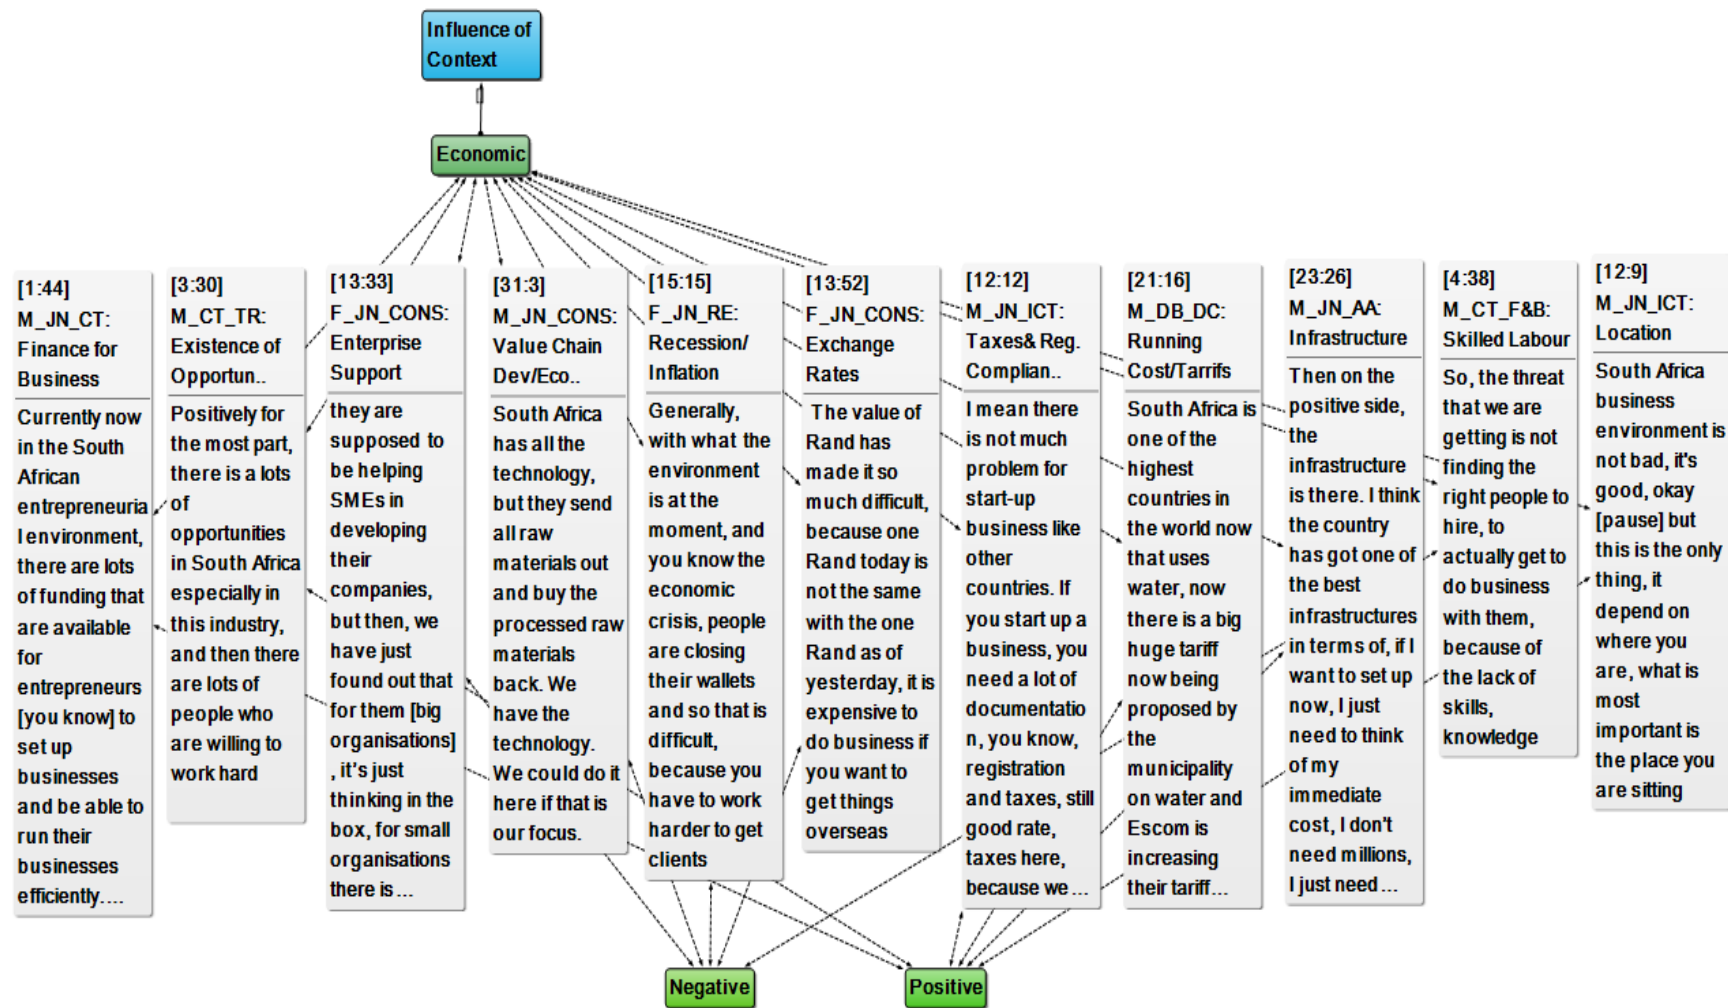 Influence of
Context
Economic
[1:44]
M_JN_CT:
Finance for
Business
Currently now
in the South
African
entrepreneuria
l environment,
there are lots
of funding that
are available
for
entrepreneurs
[you know] to
set up
businesses
and be able to
run their
businesses
efficiently....
[3:30]
M_CT_TR:
Existence of
Opportun..
Positively for
the most part,
there is a lots
of
opportunities
in South Africa
especially in
this industry,
and then there
are lots of
people who
are willing to
work hard
[13:33]
F_JN_CONS:
Enterprise
Support
they are
supposed to
be helping
SMEs in
developing
their
companies,
but then, we
have just
found out that
for them [big
organisations]
, it's just
thinking in the
box, for small
organisations
there is ...
[31:3]
M_JN_CONS:
Value Chain
Dev/Eco..
South Africa
has all the
technology,
but they send
all raw
materials out
and buy the
processed raw
materials
back. We
have the
technology.
We could do it
here if that is
our focus.
[15:15]
F_JN_RE:
Recession/
Inflation
Generally,
with what the
environment
is at the
moment, and
you know the
economic
crisis, people
are closing
their wallets
and so that is
difficult,
because you
have to work
harder to get
clients
[13:52]
F_JN_CONS:
Exchange
Rates
The value of
Rand has
made it so
much difficult,
because one
Rand today is
not the same
with the one
Rand as of
yesterday, it is
expensive to
do business if
you want to
get things
overseas
[12:12]
M_JN_ICT:
Taxes& Reg.
Complian..
I mean there
is not much
problem for
start-up
business like
other
countries. If
you start up a
business, you
need a lot of
documentatio
n, you know,
registration
and taxes, still
good rate,
taxes here,
because we ...
[21:16]
M_DB_DC:
Running
Cost/Tarrifs
South Africa is
one of the
highest
countries in
the world now
that uses
water, now
there is a big
huge tariff
now being
proposed by
the
municipality
on water and
Escom is
increasing
their tariff...
[23:26]
M_JN_AA:
Infrastructure
Then on the
positive side,
the
infrastructure
is there. I think
the country
has got one of
the best
infrastructures
in terms of, if I
want to set up
now, I just
need to think
of my
immediate
cost, I don't
need millions,
I just need ...
[4:38]
M_CT_F&B:
Skilled Labour
So, the threat
that we are
getting is not
finding the
right people to
hire, to
actually get to
do business
with them,
because of
the lack of
skills,
knowledge
[12:9]
M_JN_ICT:
Location
South Africa
business
environment is
not bad, it's
good, okay
[pause] but
this is the only
thing, it
depend on
where you
are, what is
most
important is
the place you
are sitting
Negative
Positive